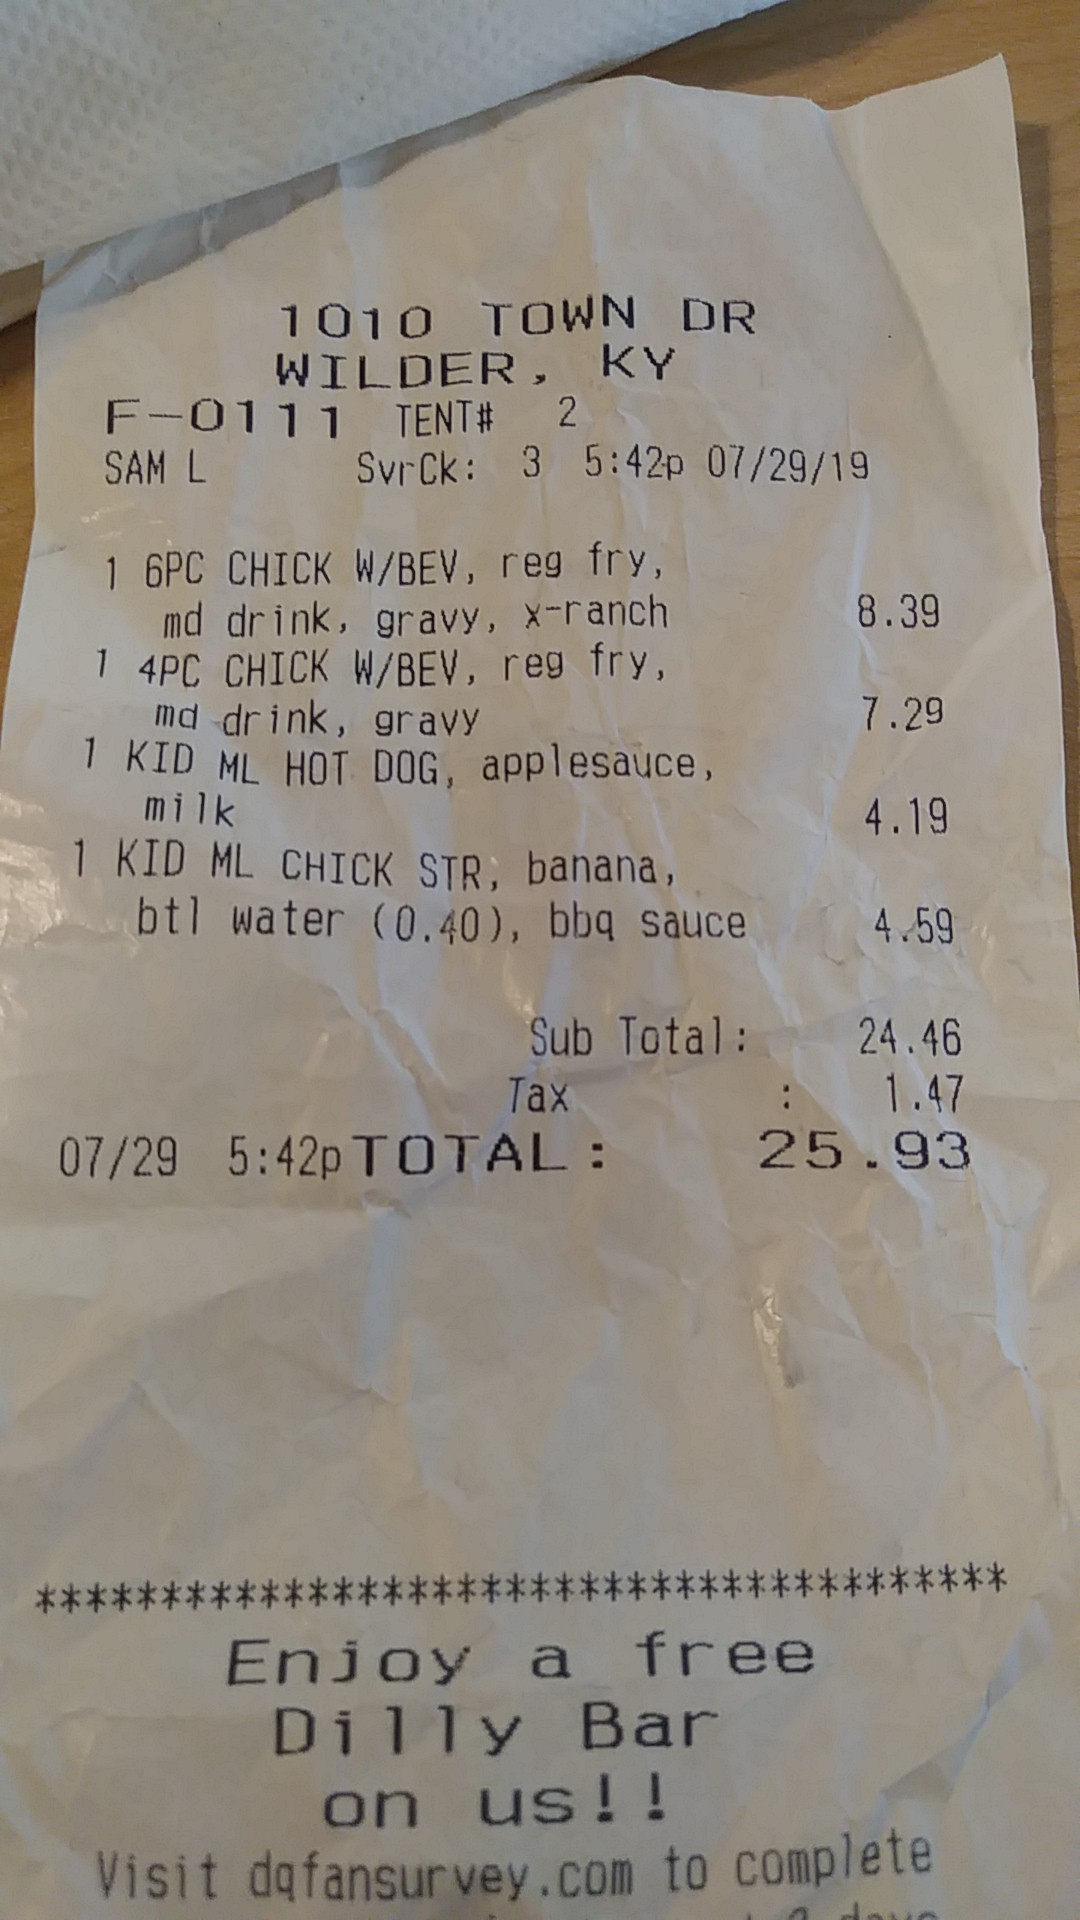 1010 TOWN DR
WILDER, KY
F-0111 TENT# 2
SAM L SvrCk: 3 5:42p 07/29/19
1 6PC CHICK W/BEV, reg fry,
md drink, gravy, x-ranch 8.39
1 4PC CHICK W/BEV, reg fry,
md drink, gravy 7.29
1 KID ML HOT DOG, applesauce,
milk 4.19
1 KID ML CHICK STR, banana,
btl water (0.40), bbq sauce 4.59
Sub Total: 24.46
Tax : 1.47
07/29 5:42p TOTAL: 25.93
****************************************
Enjoy a free
Dilly Bar
on us!!
Visit dqfansurvey.com to complete